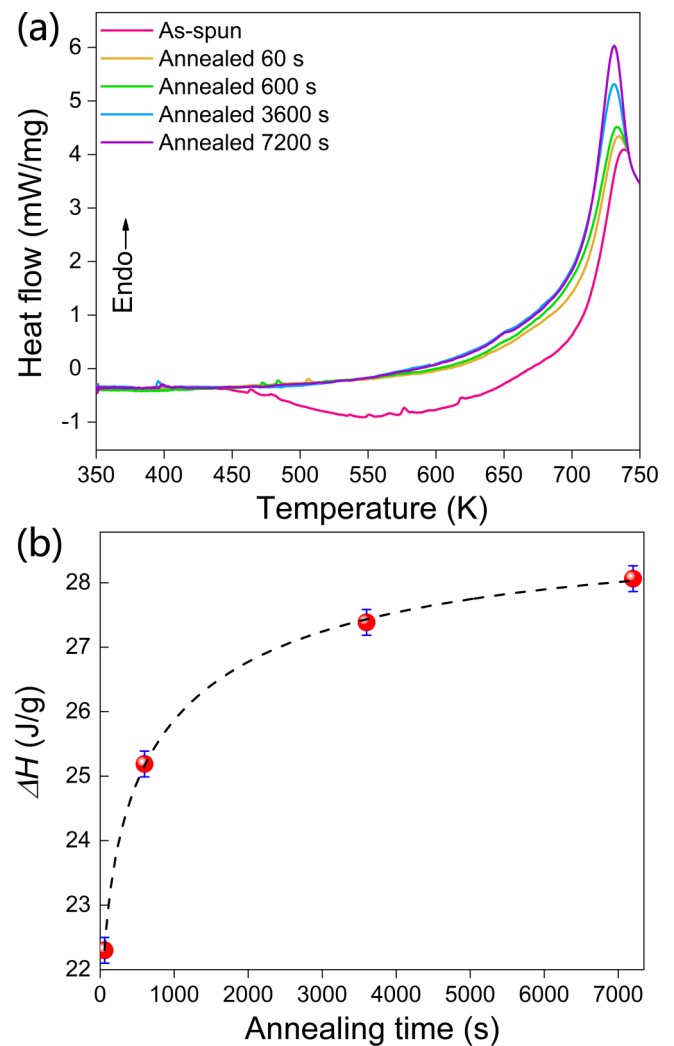 (a)
As-spun
Annealed 60 s
Annealed 600 s
Annealed 3600 s
Annealed 7200 s
Heat flow (mW/mg)
Endo→
6
5
4
3
2
1
0
-1
350 400 450 500 550 600 650 700 750
Temperature (K)
(b)
ΔH (J/g)
28
27
26
25
24
23
22
0 1000 2000 3000 4000 5000 6000 7000
Annealing time (s)